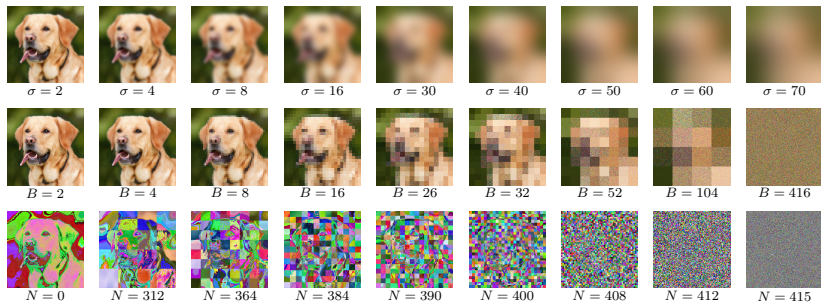 σ = 2 σ = 4 σ = 8 σ = 16 σ = 30 σ = 40 σ = 50 σ = 60 σ = 70
B = 2 B = 4 B = 8 B = 16 B = 26 B = 32 B = 52 B = 104 B = 416
N = 0 N = 312 N = 364 N = 384 N = 390 N = 400 N = 408 N = 412 N = 415